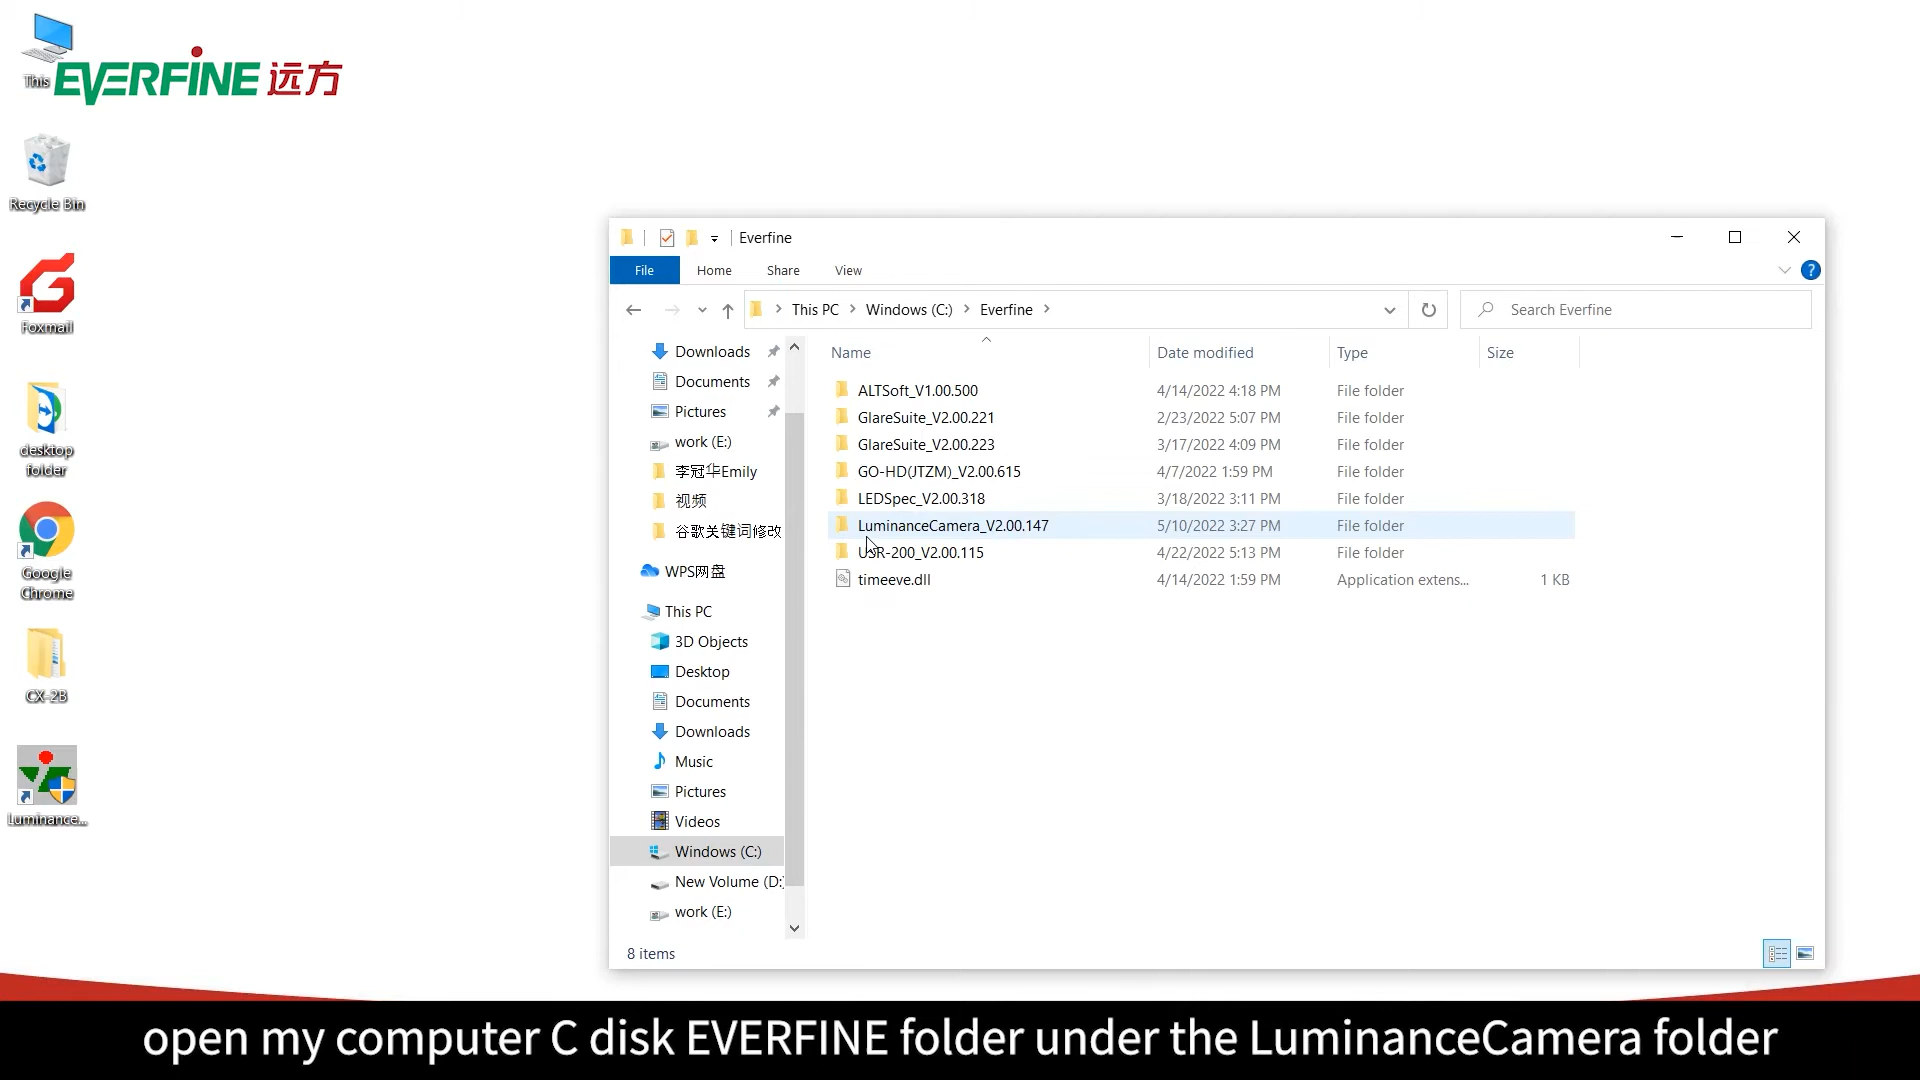 This
EVERFINE 远方
Recycle Bin
Foxmail
desktop
folder
Google
Chrome
CX-2B
Luminance...
Everfine
File Home Share View
This PC Windows (C:) Everfine
Search Everfine
Name Date modified Type Size
Downloads
Documents
Pictures
work (E:)
李冠华Emily
视频
谷歌关键词修改
WPS网盘
This PC
3D Objects
Desktop
Documents
Downloads
Music
Pictures
Videos
Windows (C:)
New Volume (D:)
work (E:)
ALTSoft_V1.00.500 4/14/2022 4:18 PM File folder
GlareSuite_V2.00.221 2/23/2022 5:07 PM File folder
GlareSuite_V2.00.223 3/17/2022 4:09 PM File folder
GO-HD(JTZM)_V2.00.615 4/7/2022 1:59 PM File folder
LEDSpec_V2.00.318 3/18/2022 3:11 PM File folder
LuminanceCamera_V2.00.147 5/10/2022 3:27 PM File folder
USR-200_V2.00.115 4/22/2022 5:13 PM File folder
timeeve.dll 4/14/2022 1:59 PM Application extens... 1 KB
8 items
open my computer C disk EVERFINE folder under the LuminanceCamera folder